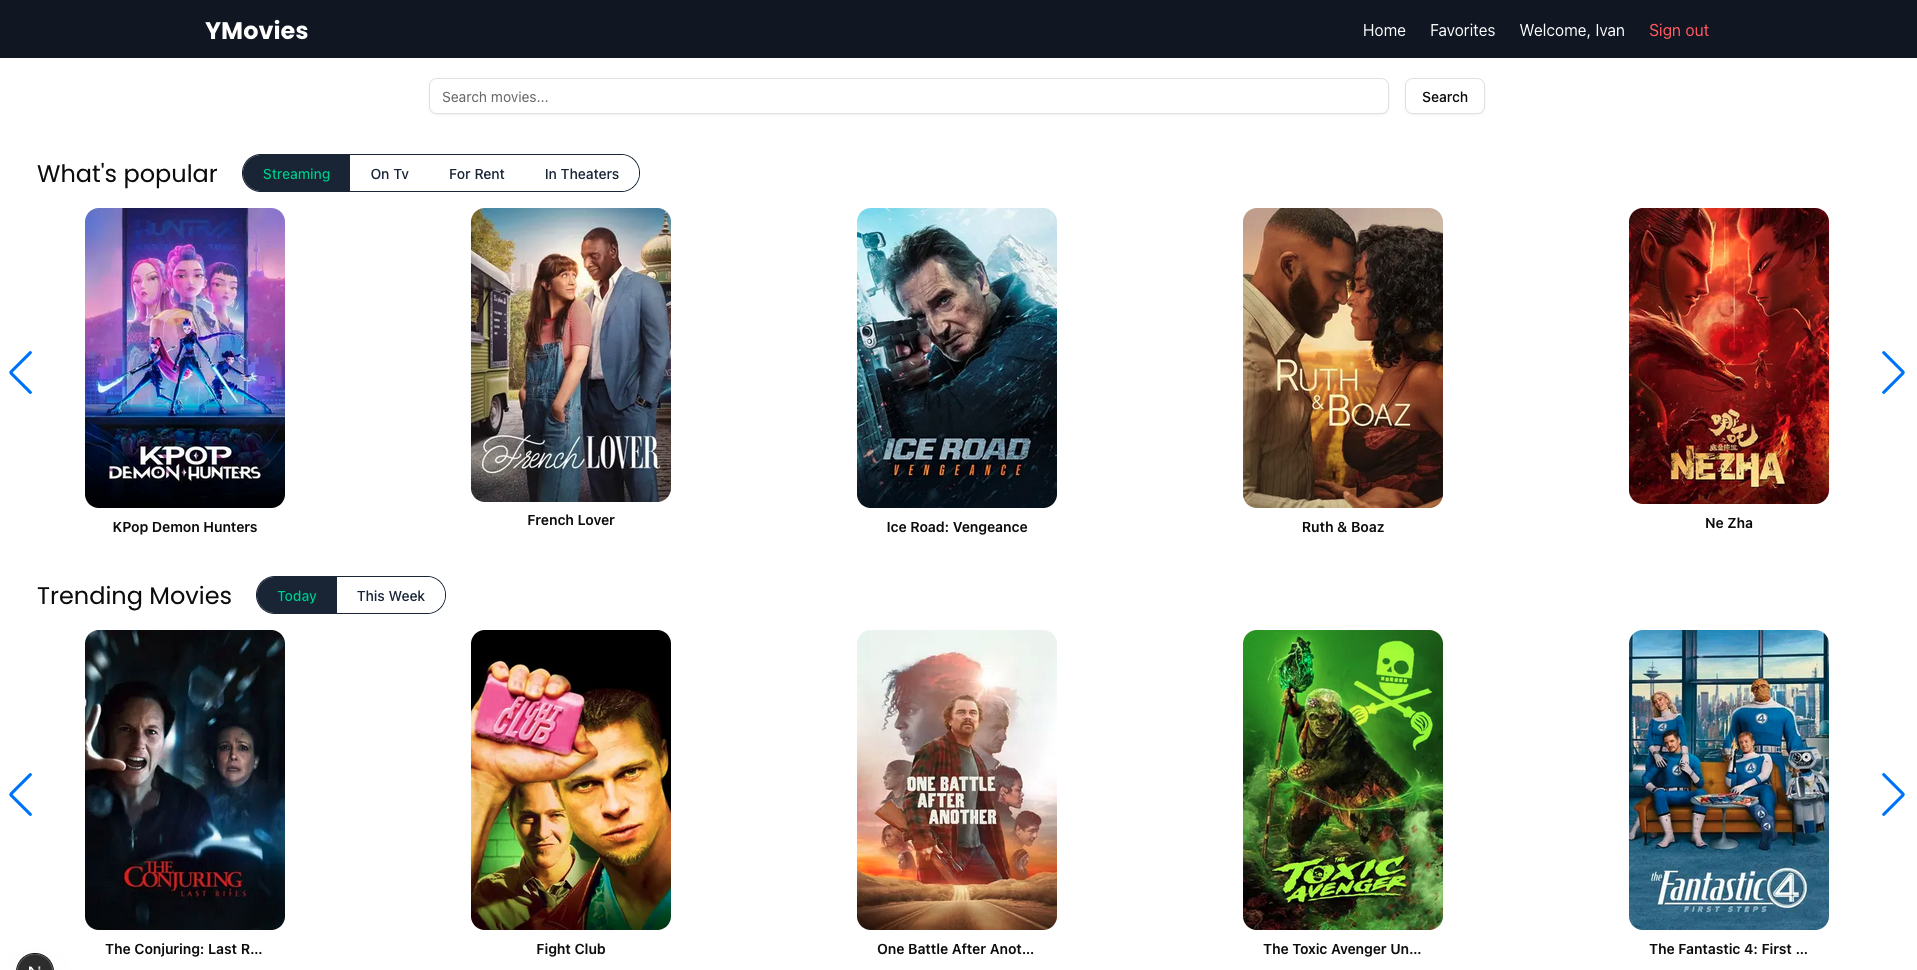 YMovies
Home Favorites Welcome, Ivan Sign out
Search movies...
Search
What's popular
Streaming On Tv For Rent In Theaters
HUNTR/X
KPOP
DEMON HUNTERS
French LOVER
ICE ROAD
VENGEANCE
RUTH
& BOAZ
哪吒
NEZHA
KPop Demon Hunters
French Lover
Ice Road: Vengeance
Ruth & Boaz
Ne Zha
Trending Movies
Today This Week
THE
CONJURING
LAST RITES
FIGHT
CLUB
ONE BATTLE
AFTER
ANOTHER
THE
TOXIC
AVENGER
4
the Fantastic 4
FIRST STEPS
The Conjuring: Last R...
Fight Club
One Battle After Anot...
The Toxic Avenger Un...
The Fantastic 4: First ...
N